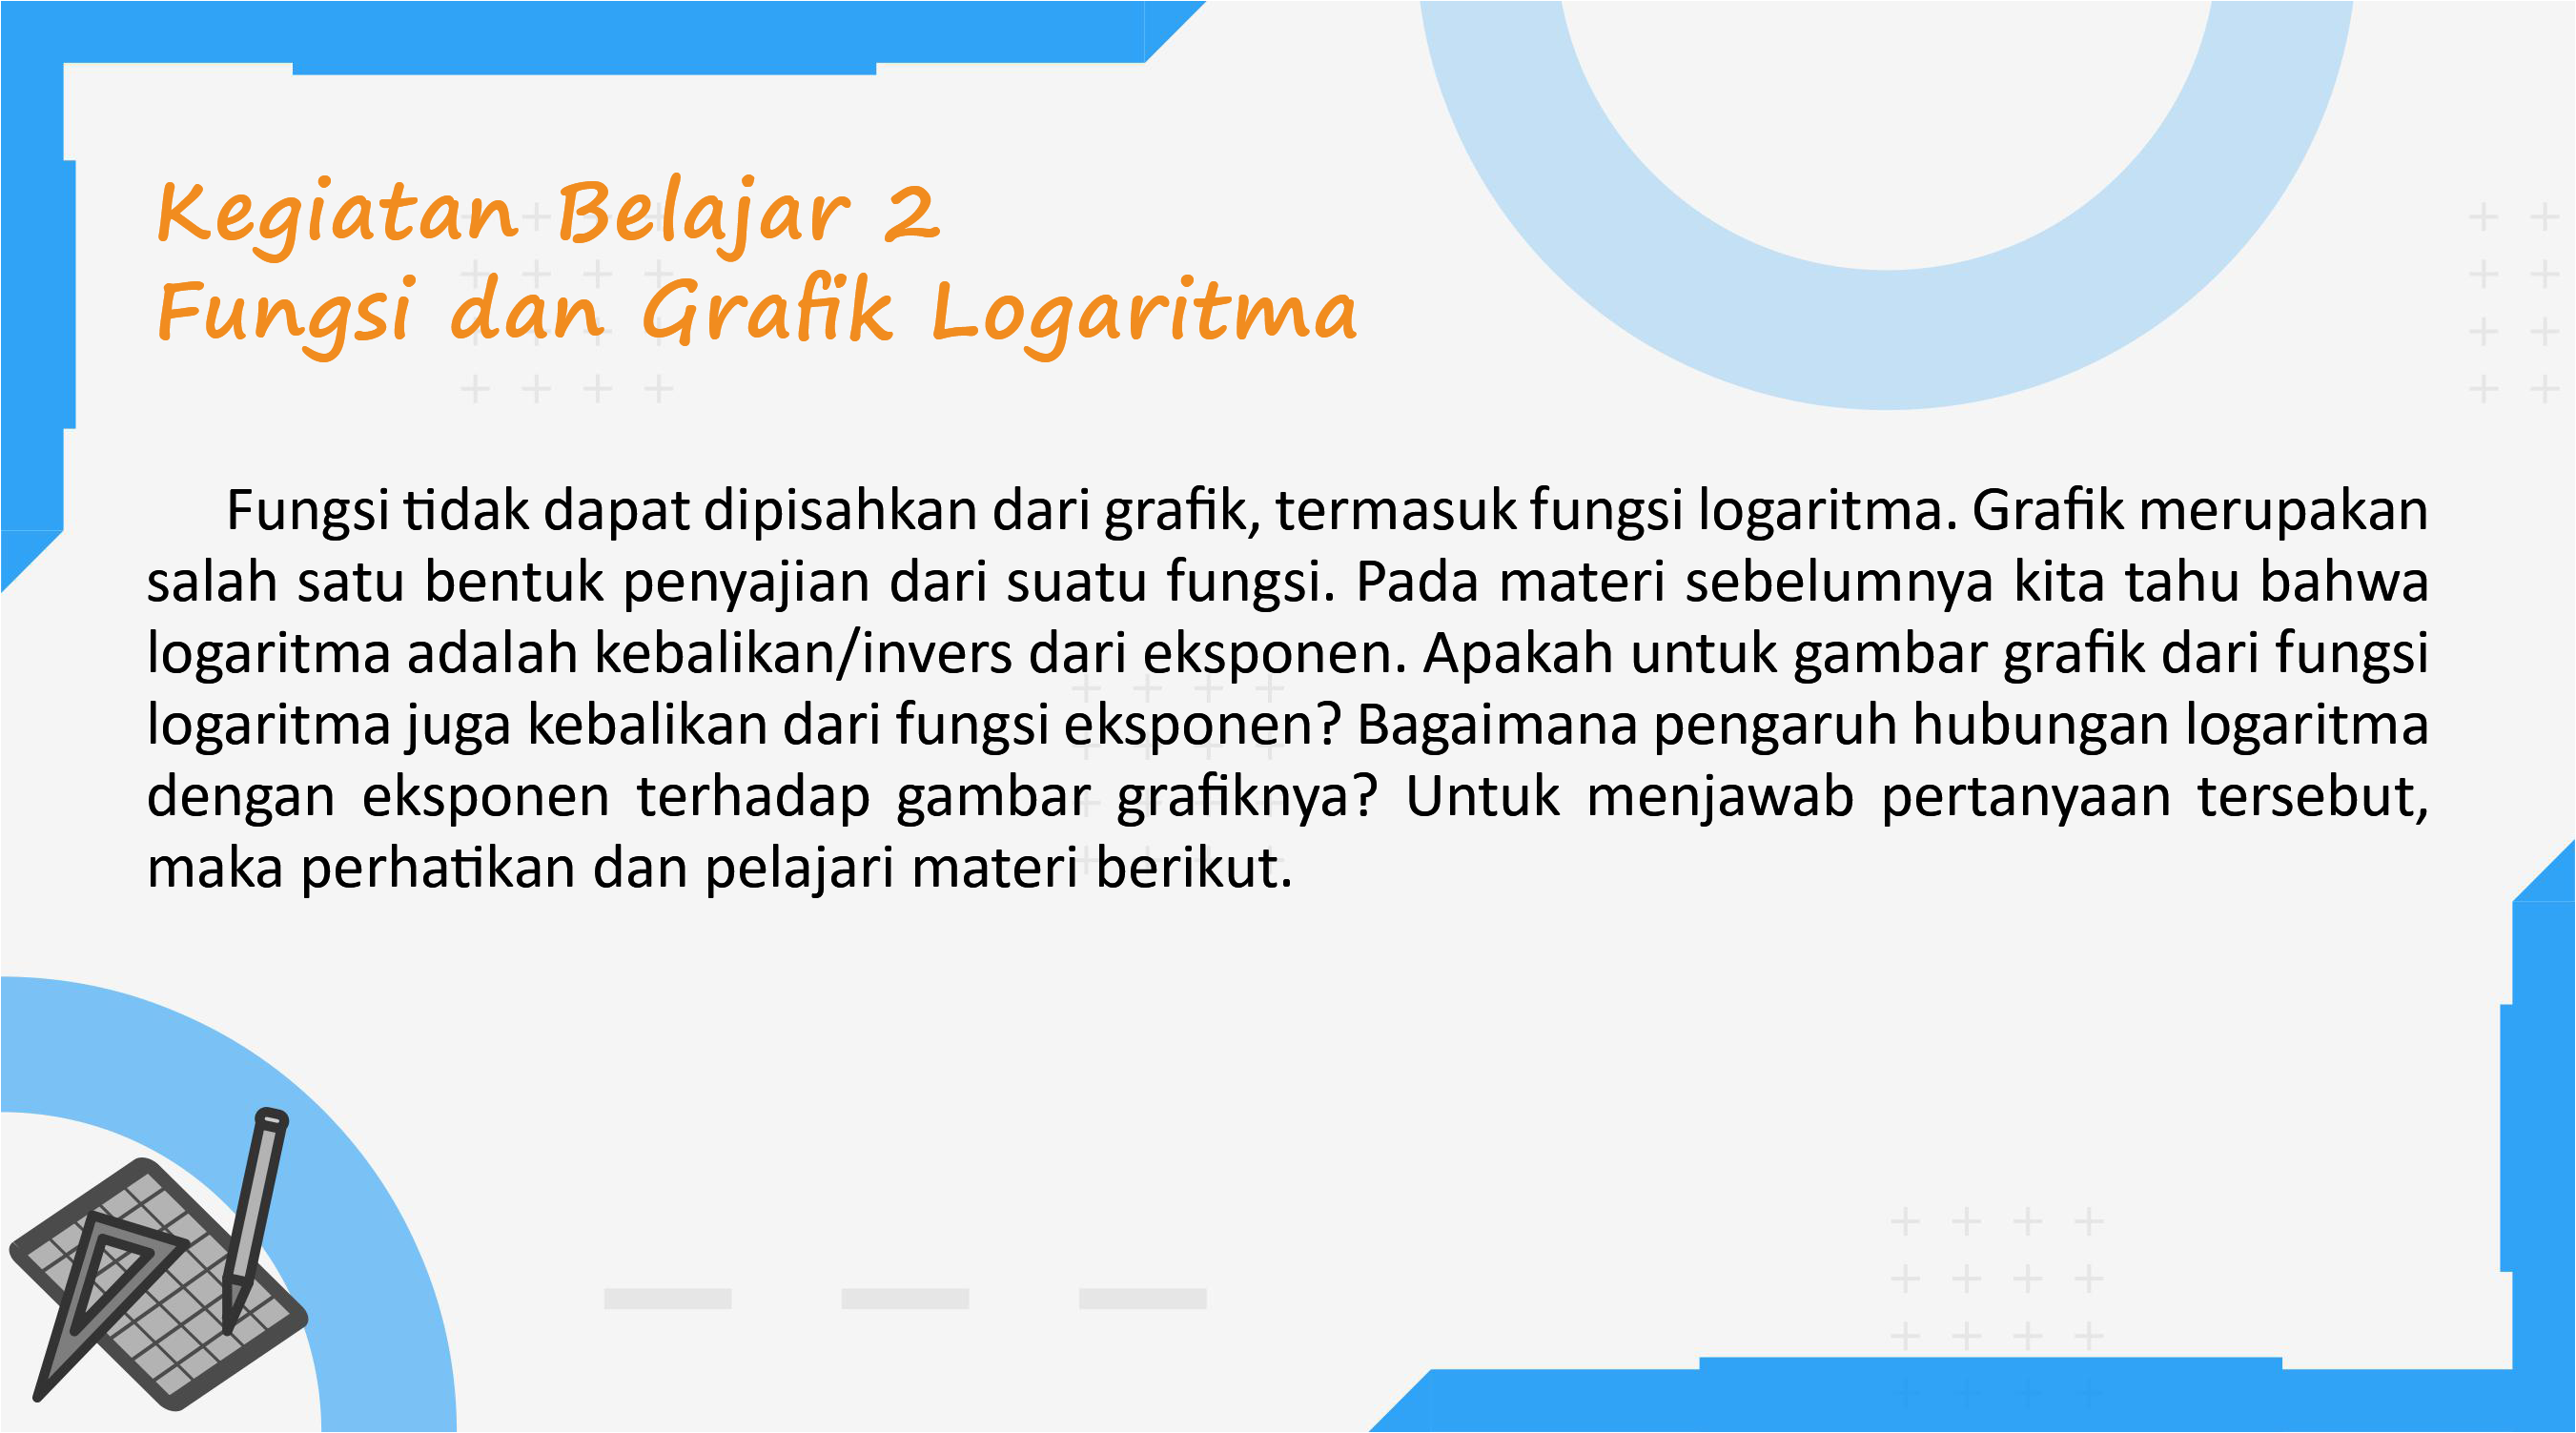 Kegiatan Belajar 2
Fungsi dan Grafik Logaritma
Fungsi tidak dapat dipisahkan dari grafik, termasuk fungsi logaritma. Grafik merupakan
salah satu bentuk penyajian dari suatu fungsi. Pada materi sebelumnya kita tahu bahwa
logaritma adalah kebalikan/invers dari eksponen. Apakah untuk gambar grafik dari fungsi
logaritma juga kebalikan dari fungsi eksponen? Bagaimana pengaruh hubungan logaritma
dengan eksponen terhadap gambar grafiknya? Untuk menjawab pertanyaan tersebut,
maka perhatikan dan pelajari materi berikut.